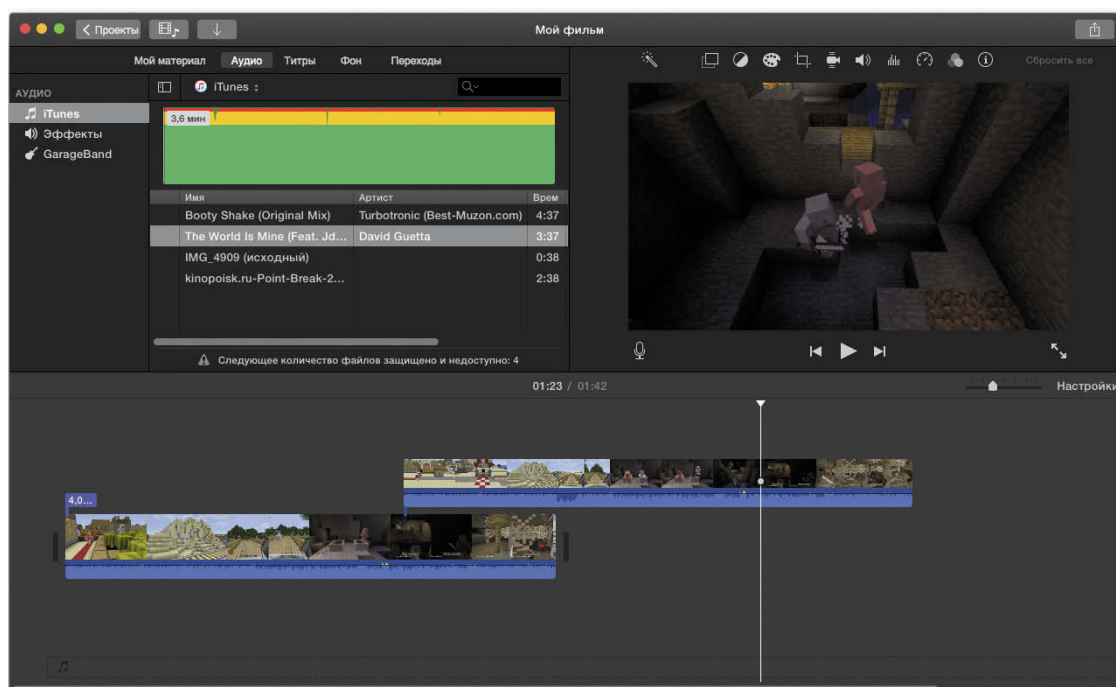 Проекты
Мой фильм
Мой материал Аудио Титры Фон Переходы
Сбросить все
АУДИО
iTunes
Эффекты
GarageBand
iTunes
3,6 мин
Имя Артист Врем
Booty Shake (Original Mix) Turbotronic (Best-Muzon.com) 4:37
The World Is Mine (Feat. Jd... David Guetta 3:37
IMG_4909 (исходный) 0:38
kinopoisk.ru-Point-Break-2... 2:38
Следующее количество файлов защищено и недоступно: 4
01:23 / 01:42
Настройки
4,0...